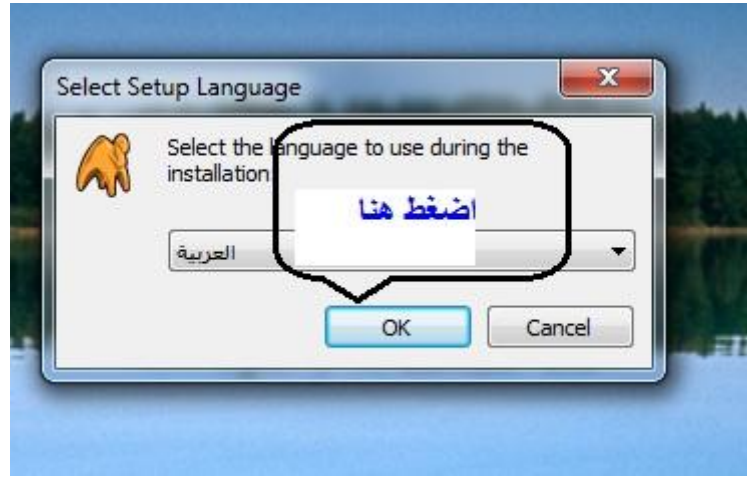 Select Setup Language
Select the language to use during the
installation
اضغط هنا
العربية
OK
Cancel